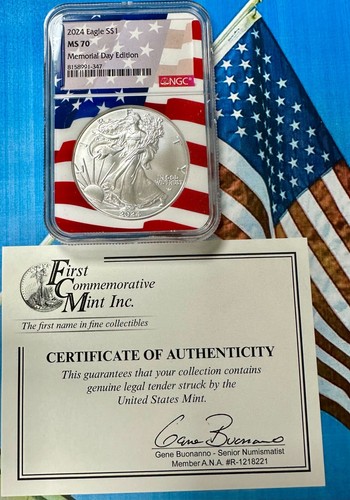 2024 Eagle S$1
MS 70
Memorial Day Edition
8158991-347
NGC
2024
First
Commemorative
Mint Inc.
The first name in fine collectibles
CERTIFICATE OF AUTHENTICITY
This guarantees that your collection contains
genuine legal tender struck by the
United States Mint.
Gene Buonanno
Gene Buonanno - Senior Numismatist
Member A.N.A. #R-1218221